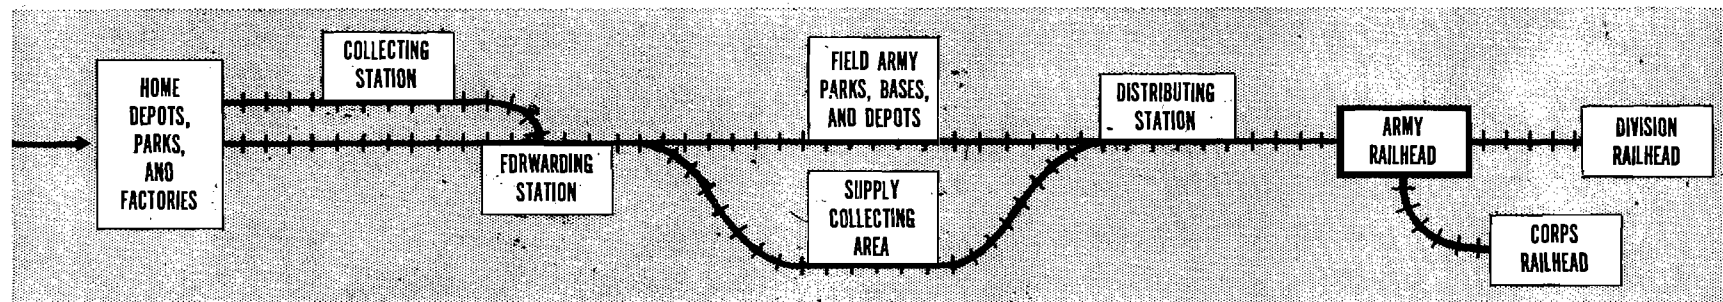 HOME
DEPOTS,
PARKS,
AND
FACTORIES
COLLECTING
STATION
FORWARDING
STATION
FIELD ARMY
PARKS, BASES,
AND DEPOTS
SUPPLY
COLLECTING
AREA
DISTRIBUTING
STATION
ARMY
RAILHEAD
DIVISION
RAILHEAD
CORPS
RAILHEAD